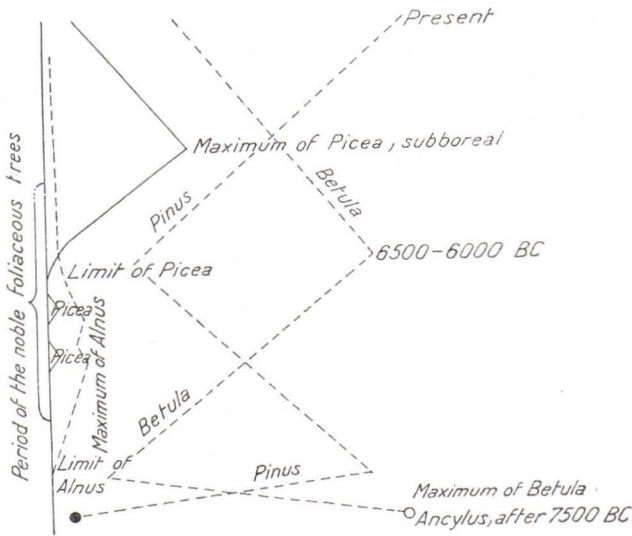 Present
Maximum of Picea, subboreal
Pinus
Betula
6500-6000 BC
Limit of Picea
Period of the noble foliaceous trees
Picea
Picea
Maximum of Alnus
Betula
Limit of
Alnus
Pinus
Maximum of Betula
Ancylus, after 7500 BC